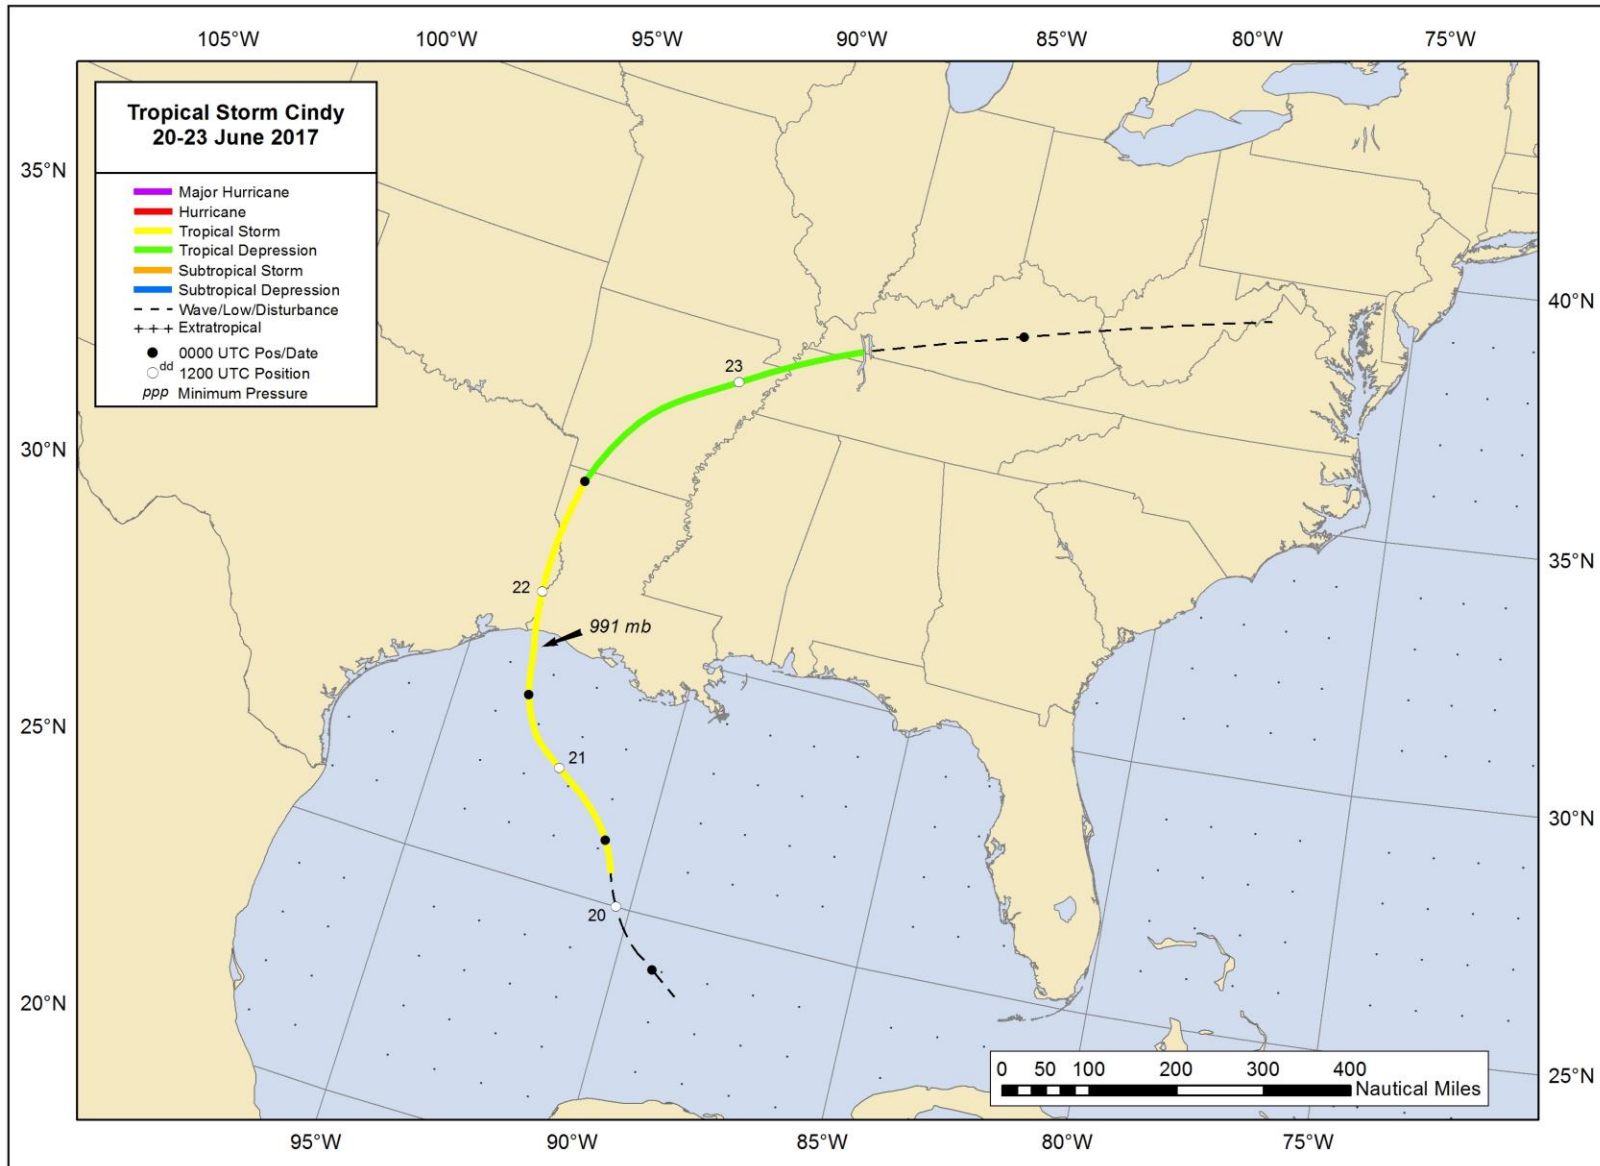 105°W 100°W 95°W 90°W 85°W 80°W 75°W
Tropical Storm Cindy
20-23 June 2017
Major Hurricane
Hurricane
Tropical Storm
Tropical Depression
Subtropical Storm
Subtropical Depression
Wave/Low/Disturbance
+++ Extratropical
0000 UTC Pos/Date
dd 1200 UTC Position
ppp Minimum Pressure
35°N
40°N
23
30°N
35°N
22
991 mb
25°N
21
30°N
20
20°N
0 50 100 200 300 400
Nautical Miles
25°N
95°W 90°W 85°W 80°W 75°W